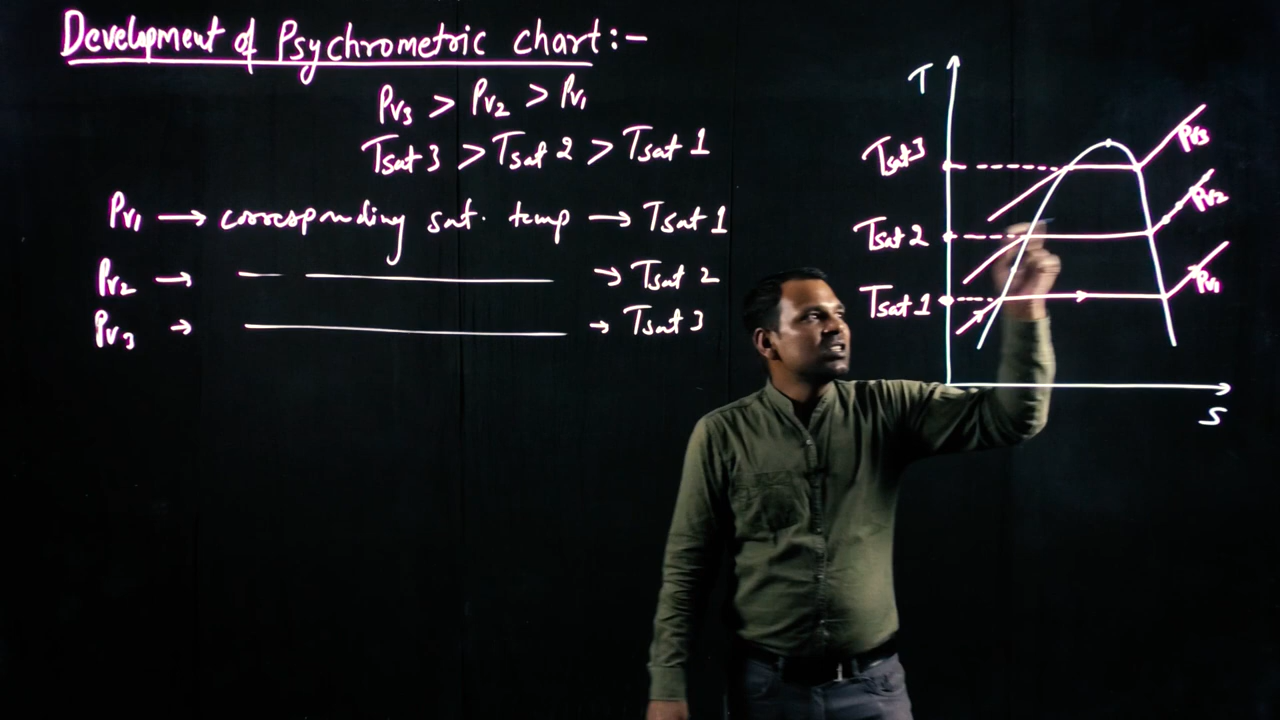 Development of Psychrometric chart:-
Pv3 > Pv2 > Pv1
Tsat 3 > Tsat 2 > Tsat 1
Pv1 → corresponding sat. temp → Tsat 1
Pv2 → —— —————— → Tsat 2
Pv3 → —————————— → Tsat 3
T
Tsat 3
Pv3
Tsat 2
Pv2
Tsat 1
Pv1
S